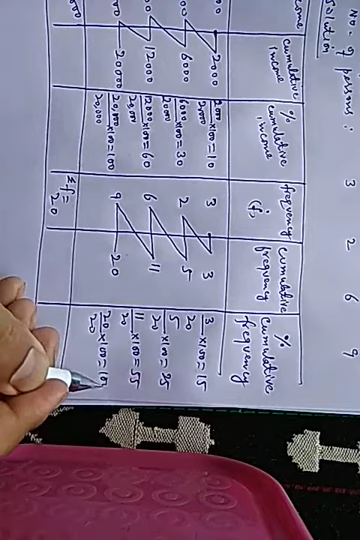 No. of persons : 3 2 6 9
Solution
income cumulative income % cumulative income frequency (f) cumulative frequency % cumulative frequency
2000 2000/20000 ×100=10 3 3 3/20 ×100=15
6000 6000/20000 ×100=30 2 5 5/20 ×100=25
12000 12000/20000 ×100=60 6 11 11/20 ×100=55
20000 20,000/20,000 ×100=100 9 20 20/20 ×100=100
Σf= 20